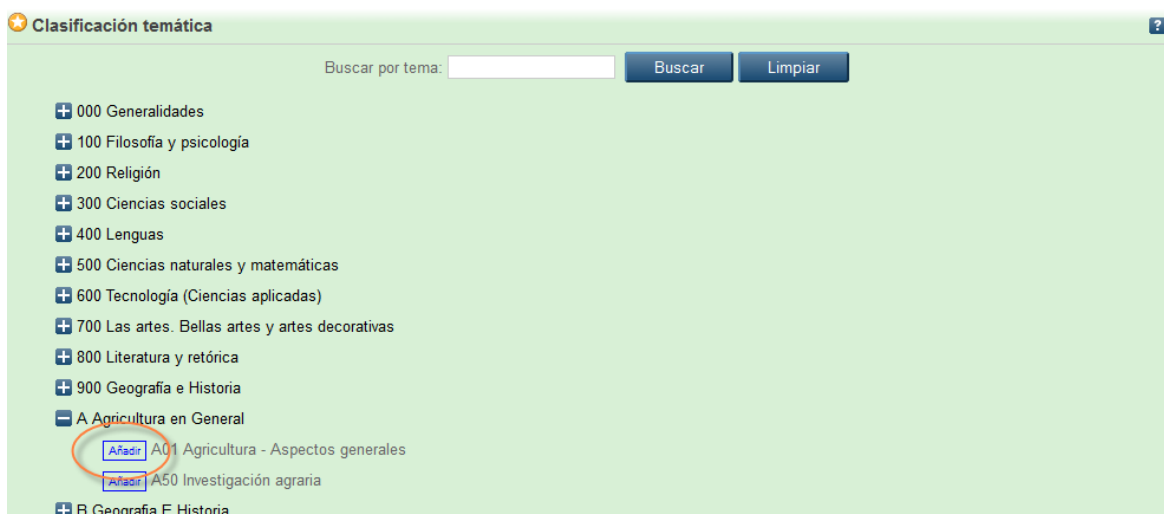 Clasificación temática ?
Buscar por tema: Buscar Limpiar
000 Generalidades
100 Filosofía y psicología
200 Religión
300 Ciencias sociales
400 Lenguas
500 Ciencias naturales y matemáticas
600 Tecnología (Ciencias aplicadas)
700 Las artes. Bellas artes y artes decorativas
800 Literatura y retórica
900 Geografía e Historia
A Agricultura en General
Añadir A01 Agricultura - Aspectos generales
Añadir A50 Investigación agraria
B Geografia E Historia